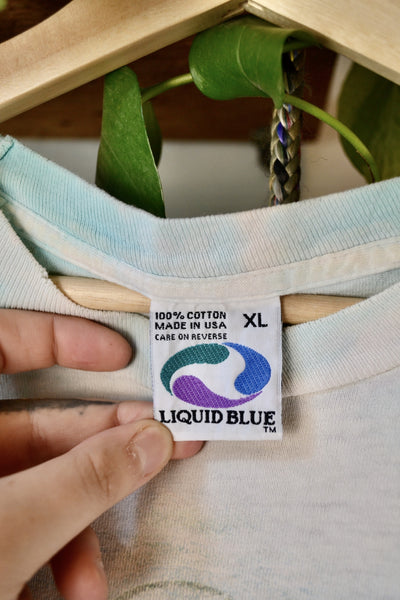 100% COTTON
MADE IN USA XL
CARE ON REVERSE
LIQUID BLUE
TM